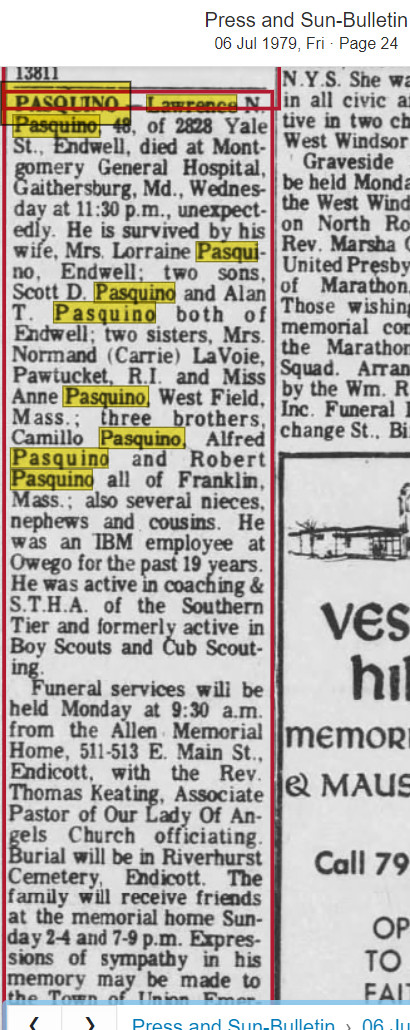 Press and Sun-Bulletin
06 Jul 1979, Fri · Page 24
13811
PASQUINO — Lawrence N.
Pasquino, 48, of 2828 Yale
St., Endwell, died at Mont-
gomery General Hospital,
Gaithersburg, Md., Wednes-
day at 11:30 p.m., unexpect-
edly. He is survived by his
wife, Mrs. Lorraine Pasqui-
no, Endwell; two sons,
Scott D. Pasquino and Alan
T. Pasquino both of
Endwell; two sisters, Mrs.
Normand (Carrie) LaVoie,
Pawtucket, R.I. and Miss
Anne Pasquino, West Field,
Mass.; three brothers,
Camillo Pasquino, Alfred
Pasquino and Robert
Pasquino all of Franklin,
Mass.; also several nieces,
nephews and cousins. He
was an IBM employee at
Owego for the past 19 years.
He was active in coaching &
S.T.H.A. of the Southern
Tier and formerly active in
Boy Scouts and Cub Scout-
ing.
Funeral services will be
held Monday at 9:30 a.m.
from the Allen Memorial
Home, 511-513 E. Main St.,
Endicott, with the Rev.
Thomas Keating, Associate
Pastor of Our Lady Of An-
gels Church officiating.
Burial will be in Riverhurst
Cemetery, Endicott. The
family will receive friends
at the memorial home Sun-
day 2-4 and 7-9 p.m. Expres-
sions of sympathy in his
memory may be made to
the Town of Union Emer-
N.Y.S. She wa
in all civic a
tive in two ch
West Windsor
Graveside
be held Monda
the West Wind
on North Ro
Rev. Marsha
United Presby
of Marathon
Those wishing
memorial con
the Marathon
Squad. Arran
by the Wm. R
Inc. Funeral
change St., Bi
VES
hil
MEMORI
& MAUS
Call 79
OP
TO
FAI
Press and Sun-Bulletin › 06 Ju